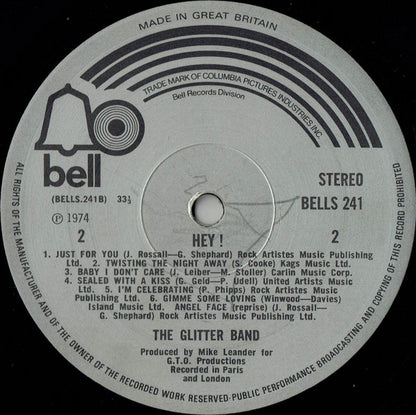 MADE IN GREAT BRITAIN
TRADE MARK OF COLUMBIA PICTURES INDUSTRIES INC.
Bell Records Division
bell
(BELLS.241B) 33⅓
STEREO
BELLS 241
℗ 1974
2 HEY ! 2
1. JUST FOR YOU (J. Rossall—G. Shephard) Rock Artistes Music Publishing
Ltd. 2. TWISTING THE NIGHT AWAY (S. Cooke) Kags Music Ltd.
3. BABY I DON'T CARE (J. Leiber—M. Stoller) Carlin Music Corp.
4. SEALED WITH A KISS (G. Geld—P. Udell) United Artists Music
Ltd. 5. I'M CELEBRATING (P. Phipps) Rock Artistes Music
Publishing Ltd. 6. GIMME SOME LOVING (Winwood—Davies)
Island Music Ltd. ANGEL FACE (reprise) (J. Rossall—
G. Shephard) Rock Artistes Music Publishing Ltd.
THE GLITTER BAND
Produced by Mike Leander for
G.T.O. Productions
Recorded in Paris
and London
ALL RIGHTS OF THE MANUFACTURER AND OF THE OWNER OF THE RECORDED WORK RESERVED·PUBLIC PERFORMANCE BROADCASTING AND COPYING OF THIS RECORD PROHIBITED